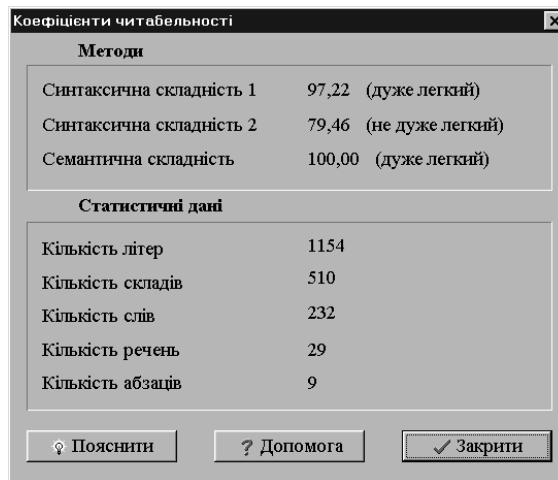 Коефіцієнти читабельності
Методи
Синтаксична складність 1 97,22 (дуже легкий)
Синтаксична складність 2 79,46 (не дуже легкий)
Семантична складність 100,00 (дуже легкий)
Статистичні дані
Кількість літер 1154
Кількість складів 510
Кількість слів 232
Кількість речень 29
Кількість абзаців 9
Пояснити ? Допомога Закрити